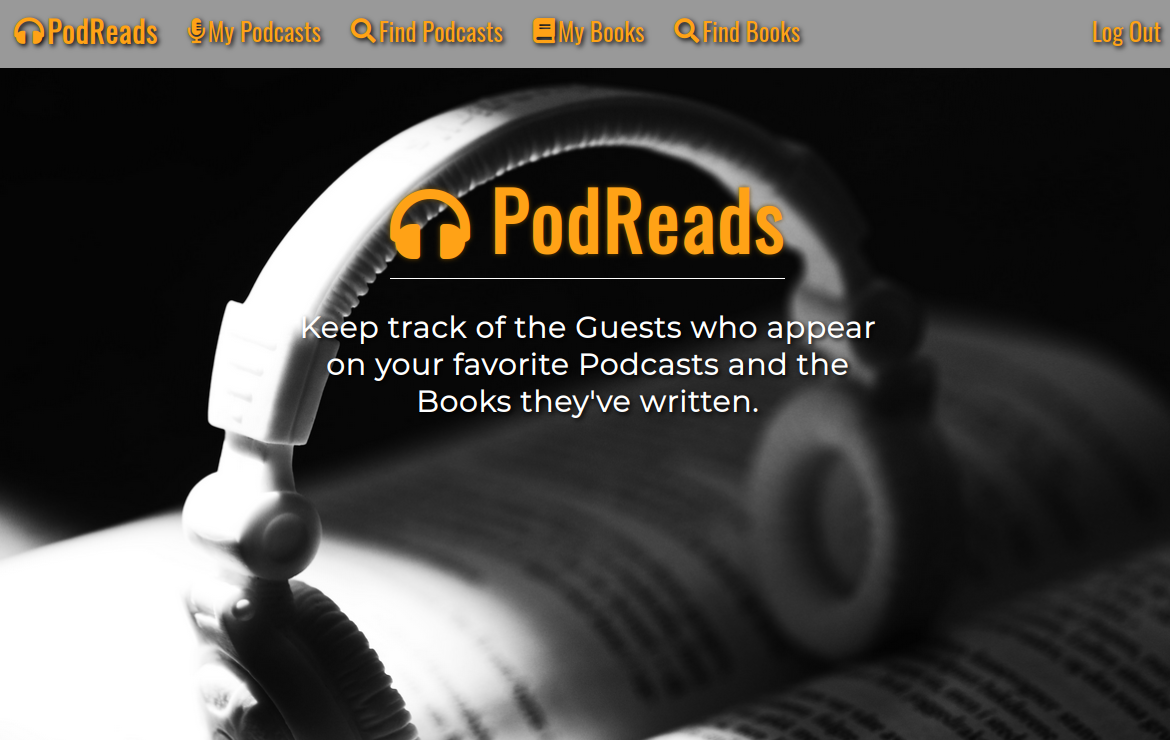 PodReads My Podcasts Find Podcasts My Books Find Books Log Out
PodReads
Keep track of the Guests who appear
on your favorite Podcasts and the
Books they've written.